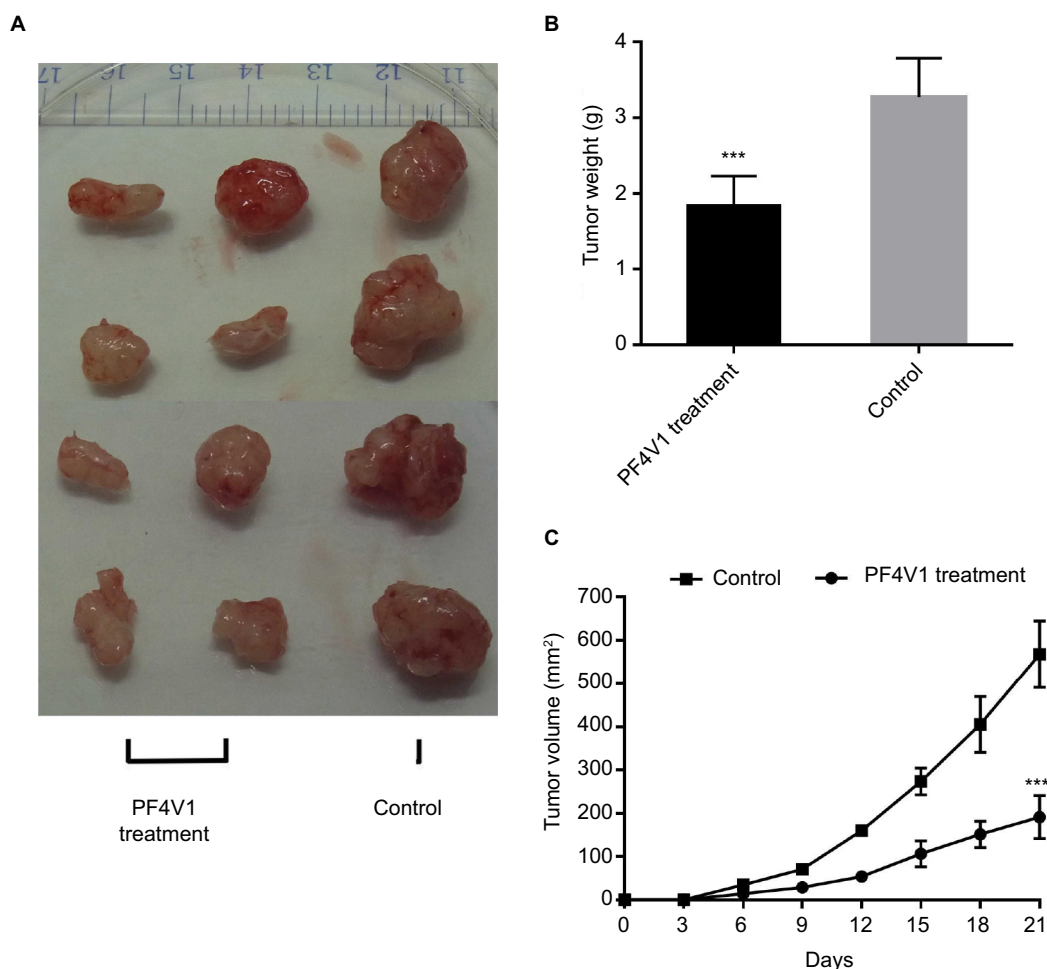 A
17 16 15 14 13 12 11
PF4V1
treatment
Control
B
4
3
2
1
0
Tumor weight (g)
***
PF4V1 treatment
Control
C
Control
PF4V1 treatment
700
600
500
400
300
200
100
0
Tumor volume (mm²)
***
0 3 6 9 12 15 18 21
Days